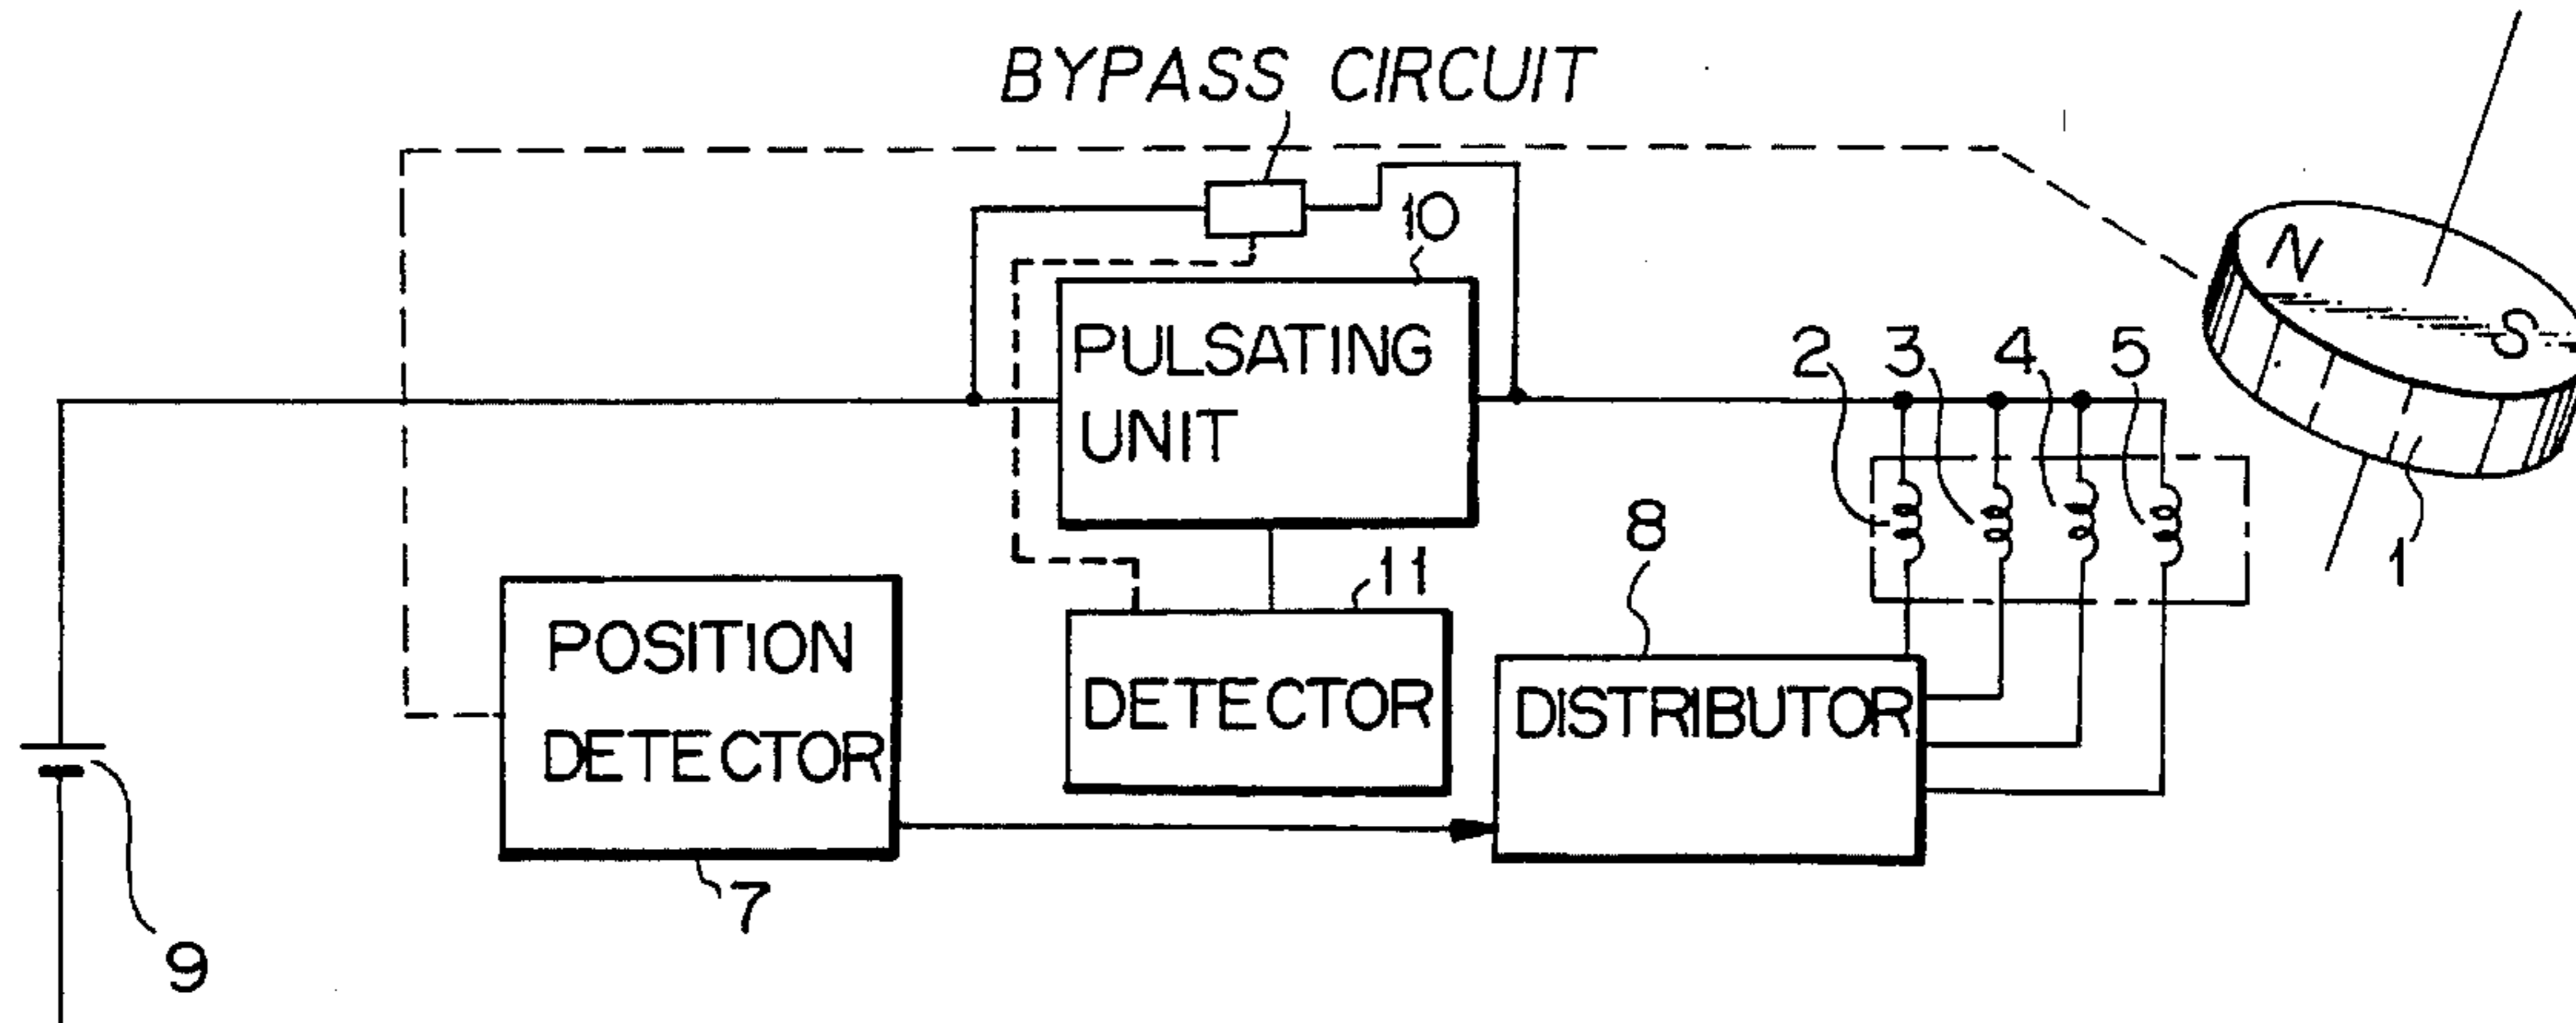 BYPASS CIRCUIT
10
N
S
PULSATING
UNIT
2
3
4
5
1
8
11
POSITION
DETECTOR
DETECTOR
DISTRIBUTOR
7
9